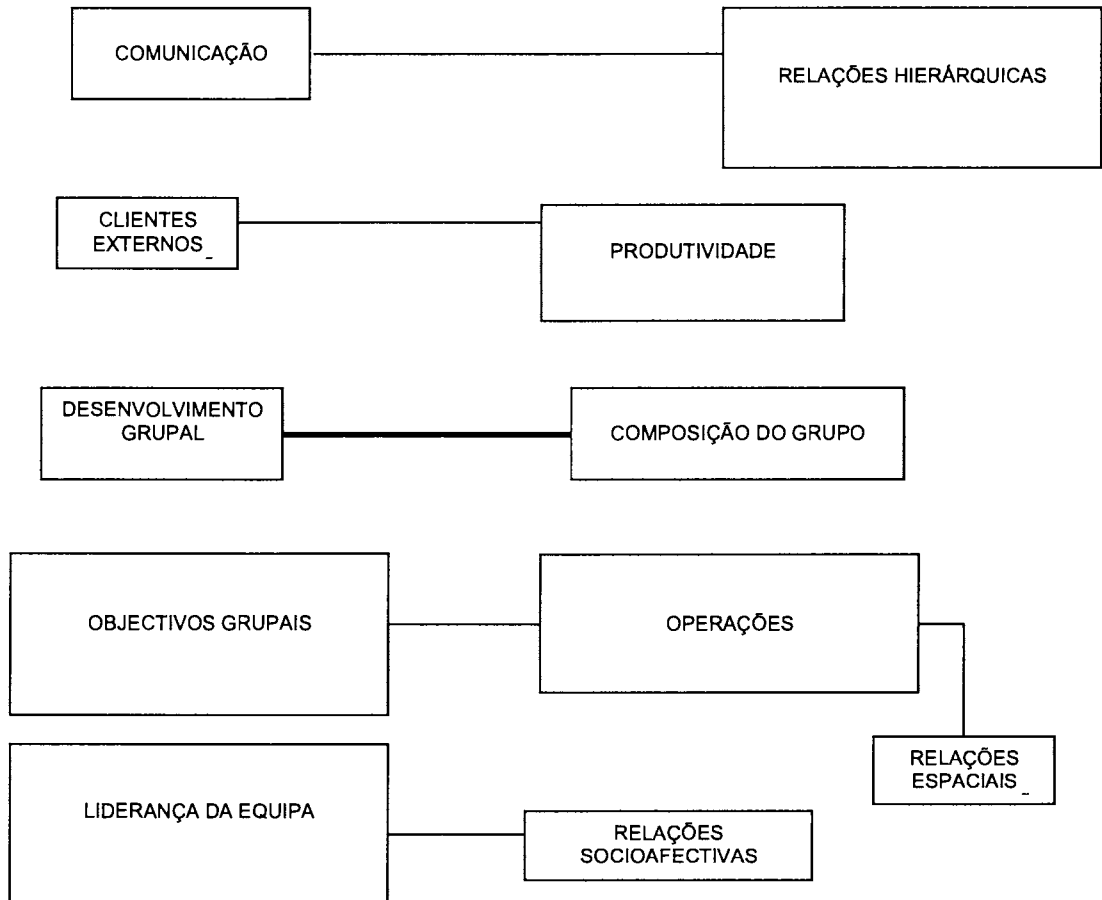 COMUNICAÇÃO
RELAÇÕES HIERÁRQUICAS
CLIENTES
EXTERNOS
PRODUTIVIDADE
DESENVOLVIMENTO
GRUPAL
COMPOSIÇÃO DO GRUPO
OBJECTIVOS GRUPAIS
OPERAÇÕES
RELAÇÕES
ESPACIAIS
LIDERANÇA DA EQUIPA
RELAÇÕES
SOCIOAFECTIVAS